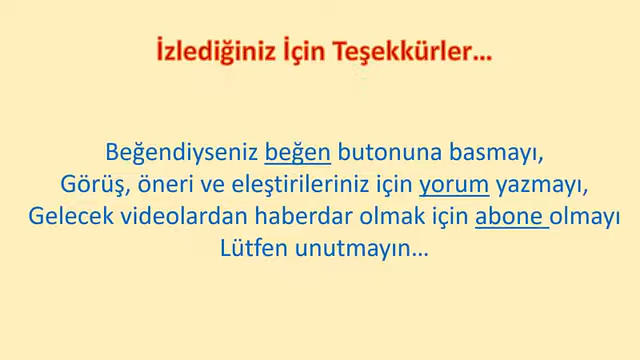 İzlediğiniz İçin Teşekkürler…
Beğendiyseniz beğen butonuna basmayı,
Görüş, öneri ve eleştirileriniz için yorum yazmayı,
Gelecek videolardan haberdar olmak için abone olmayı
Lütfen unutmayın…